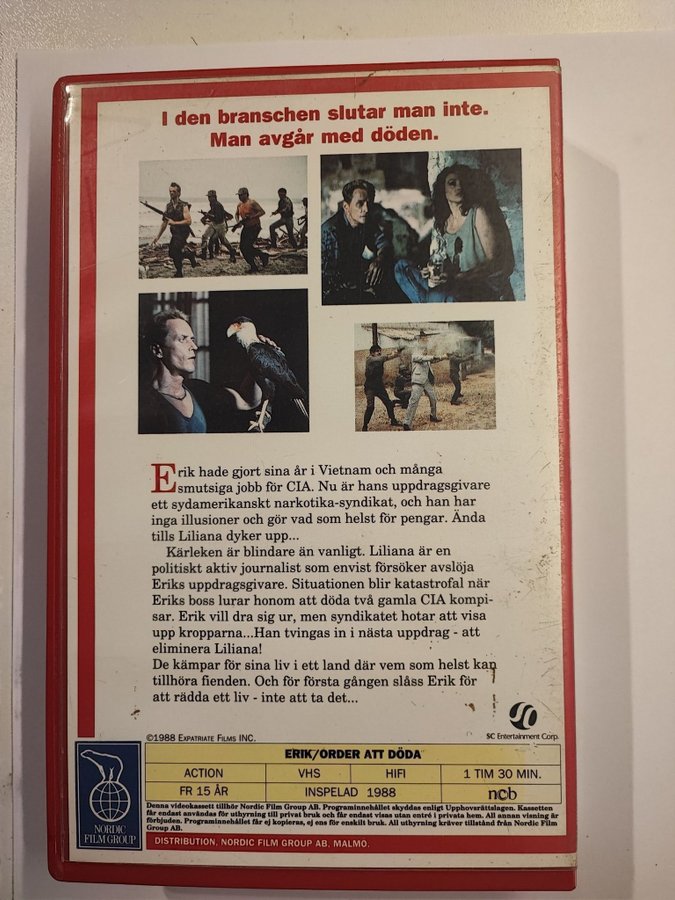 I den branschen slutar man inte.
Man avgår med döden.
Erik hade gjort sina år i Vietnam och många
smutsiga jobb för CIA. Nu är hans uppdragsgivare
ett sydamerikanskt narkotika-syndikat, och han har
inga illusioner och gör vad som helst för pengar. Ända
tills Liliana dyker upp...
Kärleken är blindare än vanligt. Liliana är en
politiskt aktiv journalist som envist försöker avslöja
Eriks uppdragsgivare. Situationen blir katastrofal när
Eriks boss lurar honom att döda två gamla CIA kompi-
sar. Erik vill dra sig ur, men syndikatet hotar att visa
upp kropparna...Han tvingas in i nästa uppdrag - att
eliminera Liliana!
De kämpar för sina liv i ett land där vem som helst kan
tillhöra fienden. Och för första gången slåss Erik för
att rädda ett liv - inte att ta det...
SC Entertainment Corp.
©1988 EXPATRIATE FILMS INC.
ERIK/ORDER ATT DÖDA
ACTION VHS HIFI 1 TIM 30 MIN.
FR 15 ÅR INSPELAD 1988 ncb
NORDIC
FILM GROUP
Denna videokassett tillhör Nordic Film Group AB. Programinnehållet skyddas enligt Upphovsrättslagen. Kassetten
får endast användas för uthyrning till privat bruk och får endast visas utan entré i privata hem. All annan visning är
förbjuden. Programinnehållet får ej kopieras, ej ens för enskilt bruk. All uthyrning kräver tillstånd från Nordic Film
Group AB.
DISTRIBUTION. NORDIC FILM GROUP AB. MALMÖ.